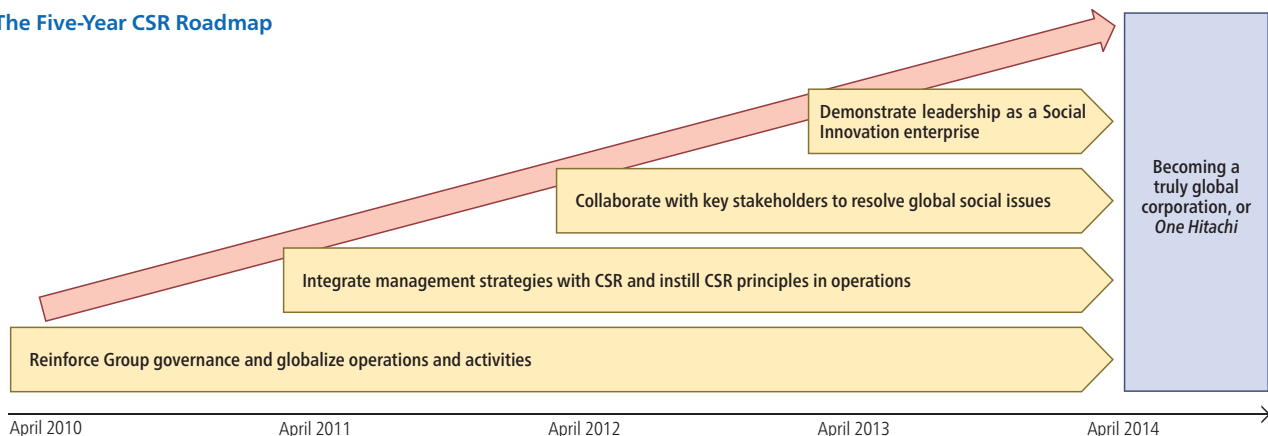 The Five-Year CSR Roadmap
Demonstrate leadership as a Social
Innovation enterprise
Collaborate with key stakeholders to resolve global social issues
Integrate management strategies with CSR and instill CSR principles in operations
Reinforce Group governance and globalize operations and activities
Becoming a
truly global
corporation, or
One Hitachi
April 2010
April 2011
April 2012
April 2013
April 2014